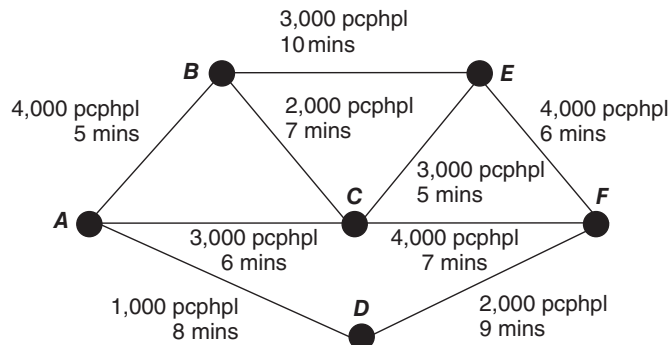 3,000 pcphpl
10 mins
B
E
4,000 pcphpl
5 mins
2,000 pcphpl
7 mins
4,000 pcphpl
6 mins
3,000 pcphpl
5 mins
A
C
F
3,000 pcphpl
6 mins
4,000 pcphpl
7 mins
1,000 pcphpl
8 mins
D
2,000 pcphpl
9 mins